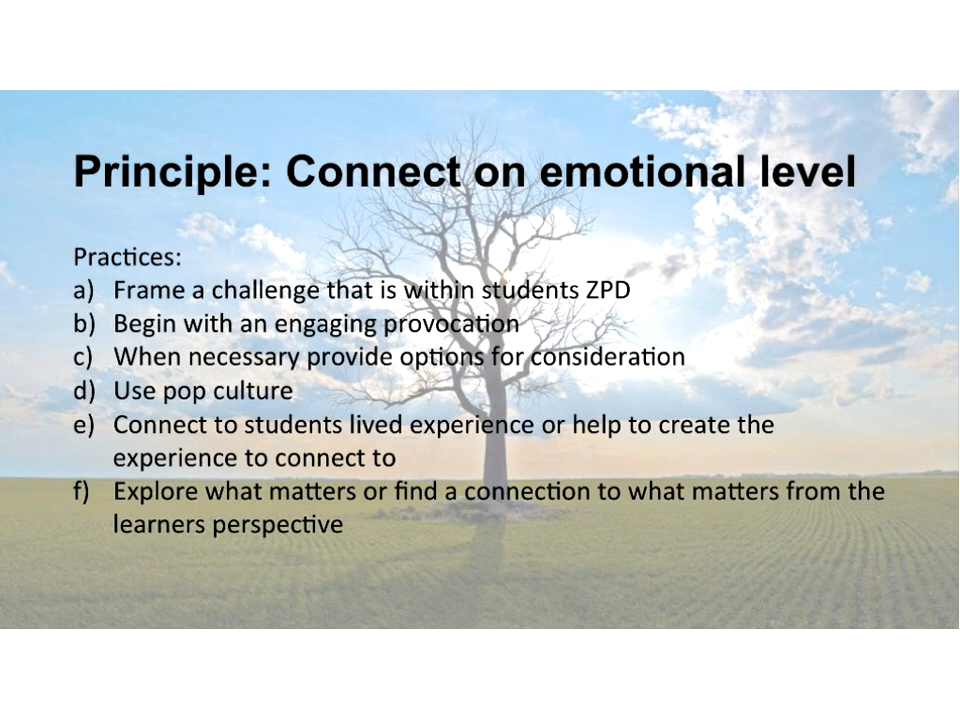 Principle: Connect on emotional level
Practices:
a) Frame a challenge that is within students ZPD
b) Begin with an engaging provocation
c) When necessary provide options for consideration
d) Use pop culture
e) Connect to students lived experience or help to create the
experience to connect to
f) Explore what matters or find a connection to what matters from the
learners perspective